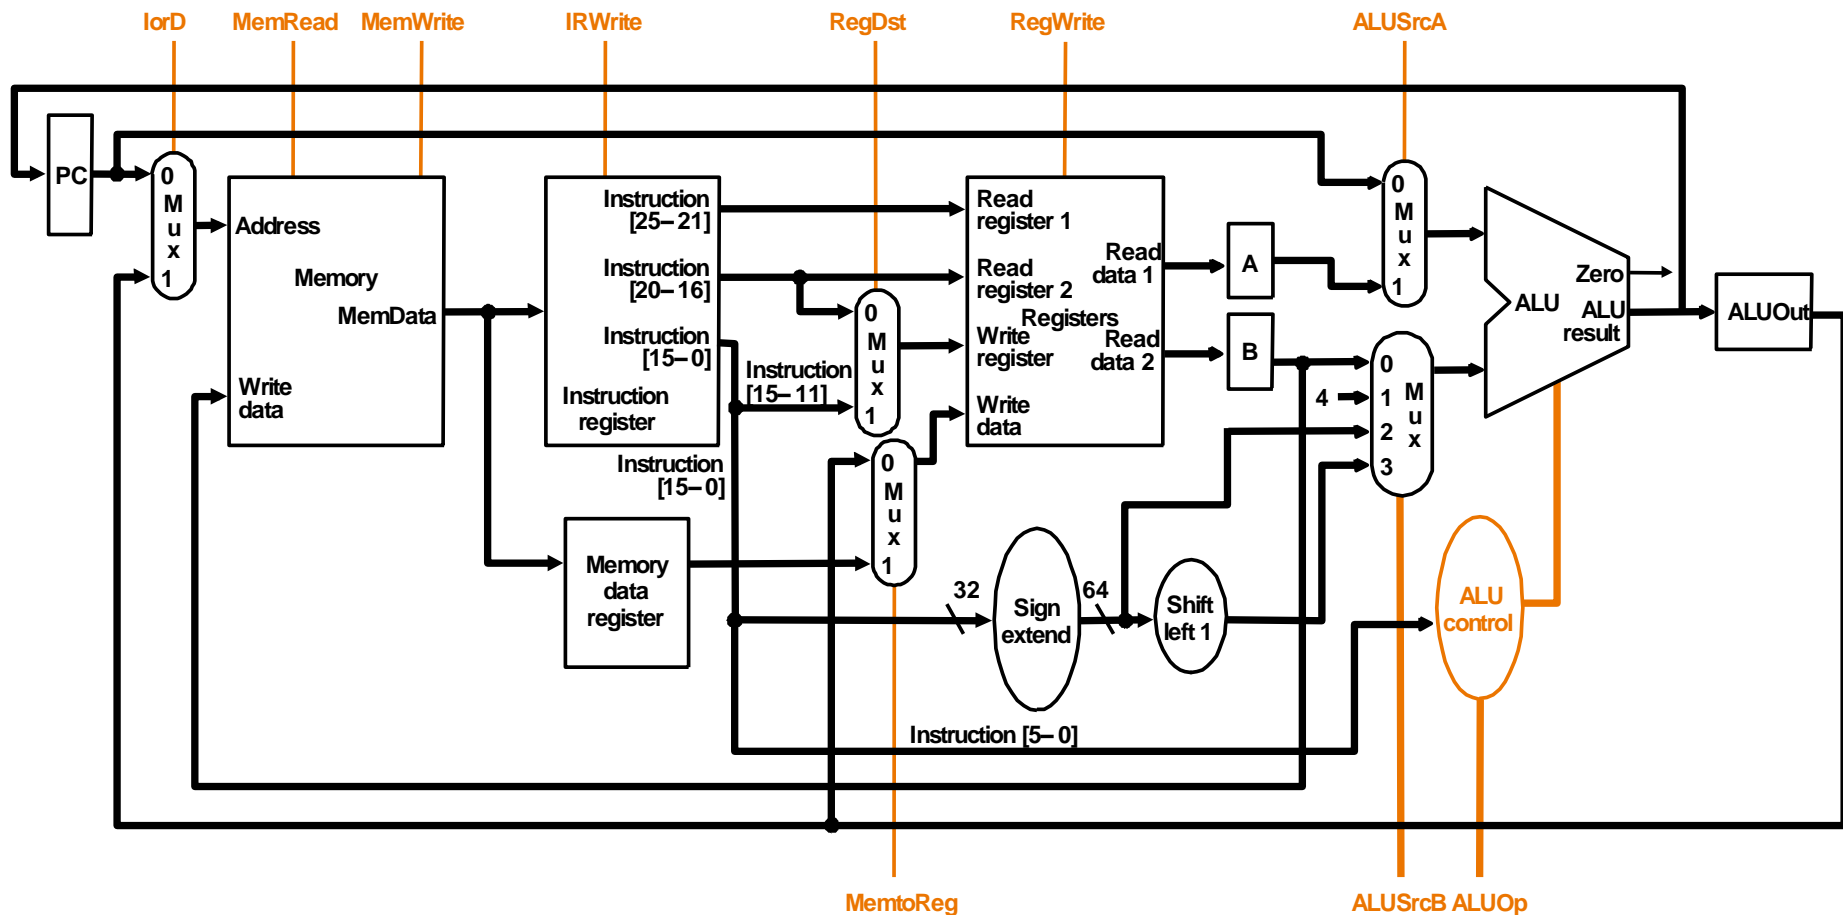 IorD MemRead MemWrite IRWrite RegDst RegWrite ALUSrcA
PC
0
M
u
x
1
Address
Memory
MemData
Write
data
Instruction
[25–21]
Instruction
[20–16]
Instruction
[15–0]
Instruction
register
Instruction
[15–11]
Instruction
[15–0]
Memory
data
register
0
M
u
x
1
0
M
u
x
1
Read
register 1
Read
register 2
Registers
Write
register
Write
data
Read
data 1
Read
data 2
A
B
0
M
u
x
1
4
0
1
2
3
M
u
x
Zero
ALU
ALU
result
ALUOut
32
Sign
extend
64
Shift
left 1
ALU
control
Instruction [5–0]
MemtoReg ALUSrcB ALUOp